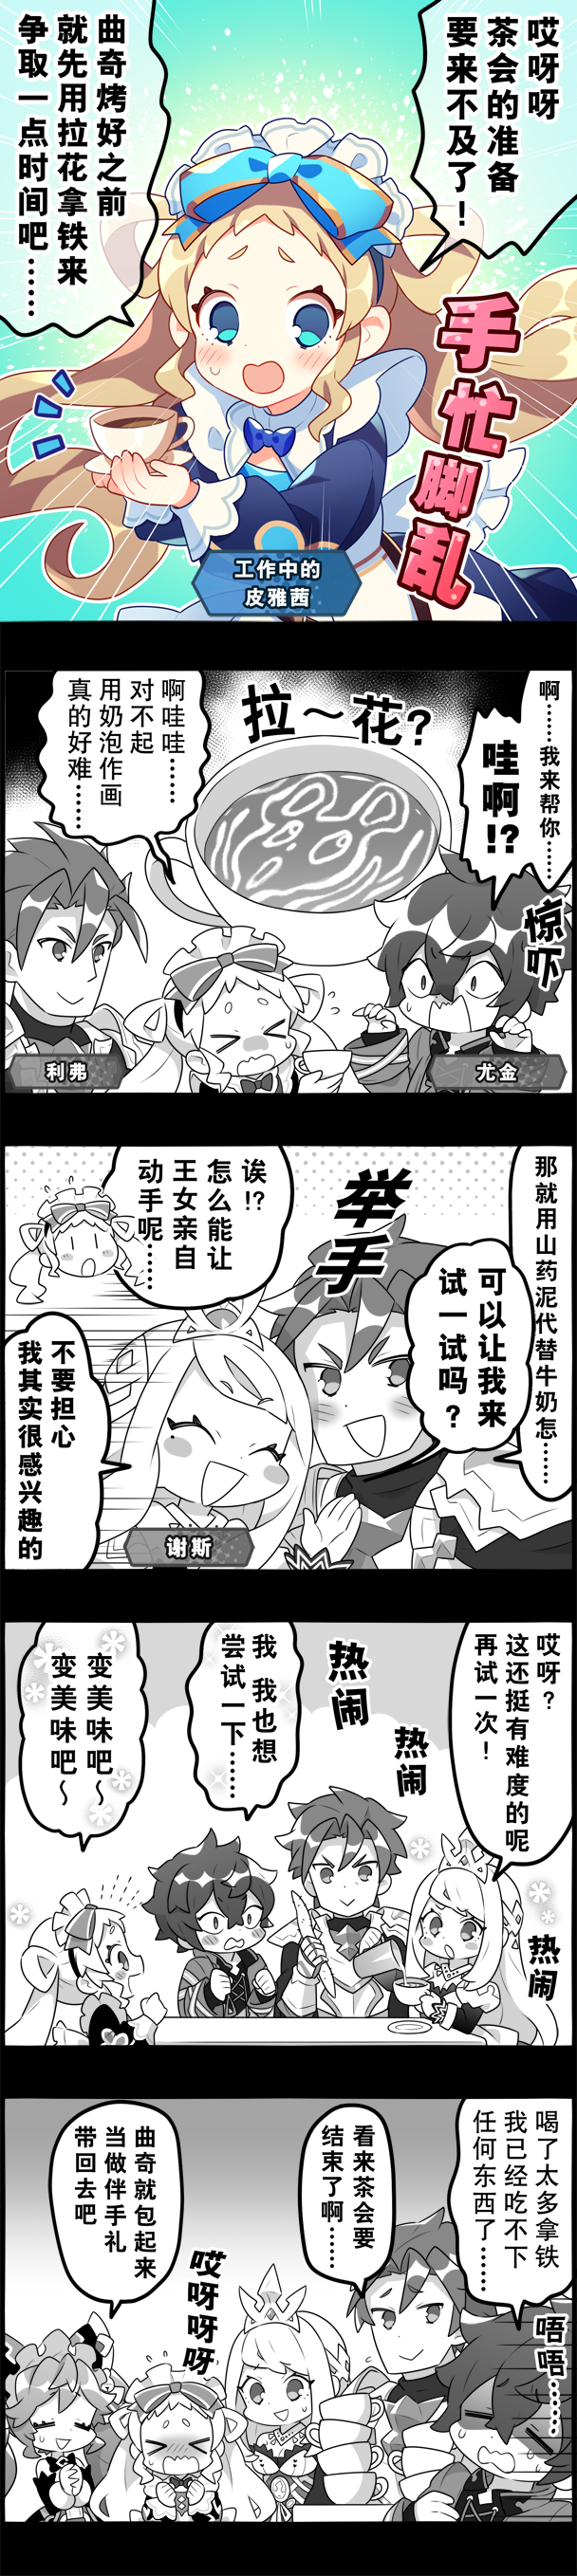 哎呀呀
茶会的准备
要来不及了！
曲奇烤好之前
就先用拉花拿铁来
争取一点时间吧……
手忙脚乱
工作中的
皮雅茜
啊……我来帮你……
哇啊!?
惊吓
拉～花?
啊哇哇……
对不起
用奶泡作画
真的好难……
利弗
尤金
那就用山药泥代替牛奶怎……
可以让我来
试一试吗?
举手
诶!?
怎么能让
王女亲自
动手呢……
不要担心
我其实很感兴趣的
谢斯
哎呀?
这还挺有难度的呢
再试一次！
热闹
热闹
热闹
我 我也想
尝试一下……
变美味吧～
变美味吧～
喝了太多拿铁
我已经吃不下
任何东西了……
唔唔……
看来茶会要
结束了啊……
哎呀呀呀
曲奇就包起来
当做伴手礼
带回去吧